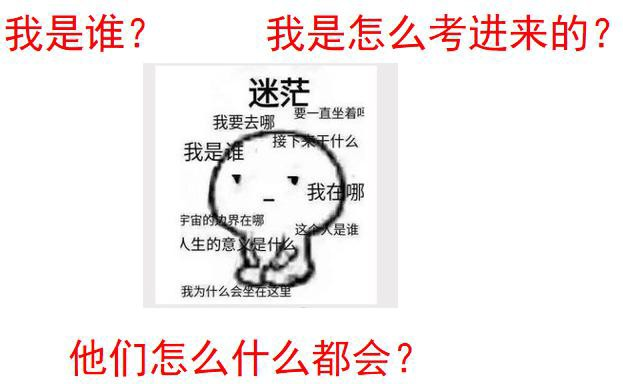 我是谁?
我是怎么考进来的?
迷茫
要一直坐着吗
我要去哪
接下来干什么
我是谁
我在哪
宇宙的边界在哪
这个人是谁
人生的意义是什么
我为什么会坐在这里
他们怎么什么都会?